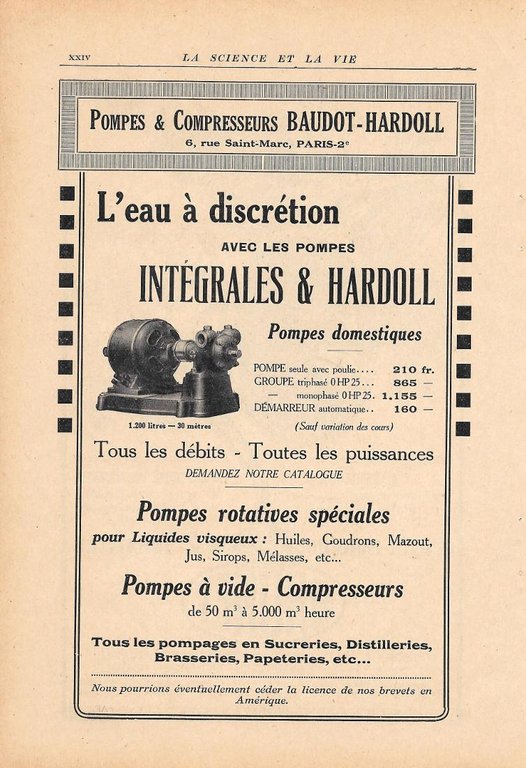 XXIV
LA SCIENCE ET LA VIE
POMPES & COMPRESSEURS BAUDOT-HARDOLL
6, rue Saint-Marc, PARIS-2e
L'eau à discrétion
AVEC LES POMPES
INTÉGRALES & HARDOLL
Pompes domestiques
POMPE seule avec poulie.... 210 fr.
GROUPE triphasé 0 HP 25... 865 —
— monophasé 0 HP 25. 1.155 —
DÉMARREUR automatique.. 160 —
1.200 litres — 30 mètres
(Sauf variation des cours)
Tous les débits - Toutes les puissances
DEMANDEZ NOTRE CATALOGUE
Pompes rotatives spéciales
pour Liquides visqueux : Huiles, Goudrons, Mazout,
Jus, Sirops, Mélasses, etc...
Pompes à vide - Compresseurs
de 50 m³ à 5.000 m³ heure
Tous les pompages en Sucreries, Distilleries,
Brasseries, Papeteries, etc...
Nous pourrions éventuellement céder la licence de nos brevets en
Amérique.